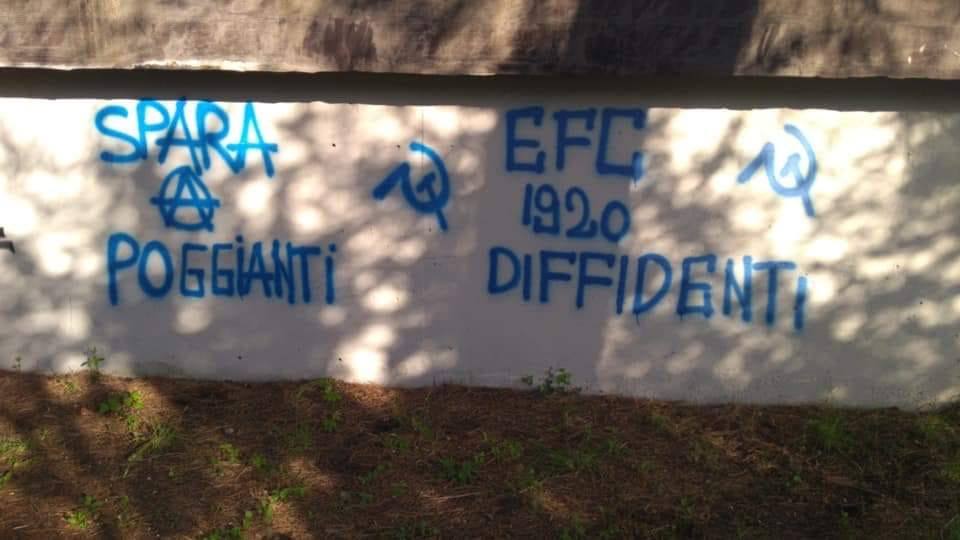 SPARA
A
POGGiANTi
EFC
1920
DIFFIDENTI